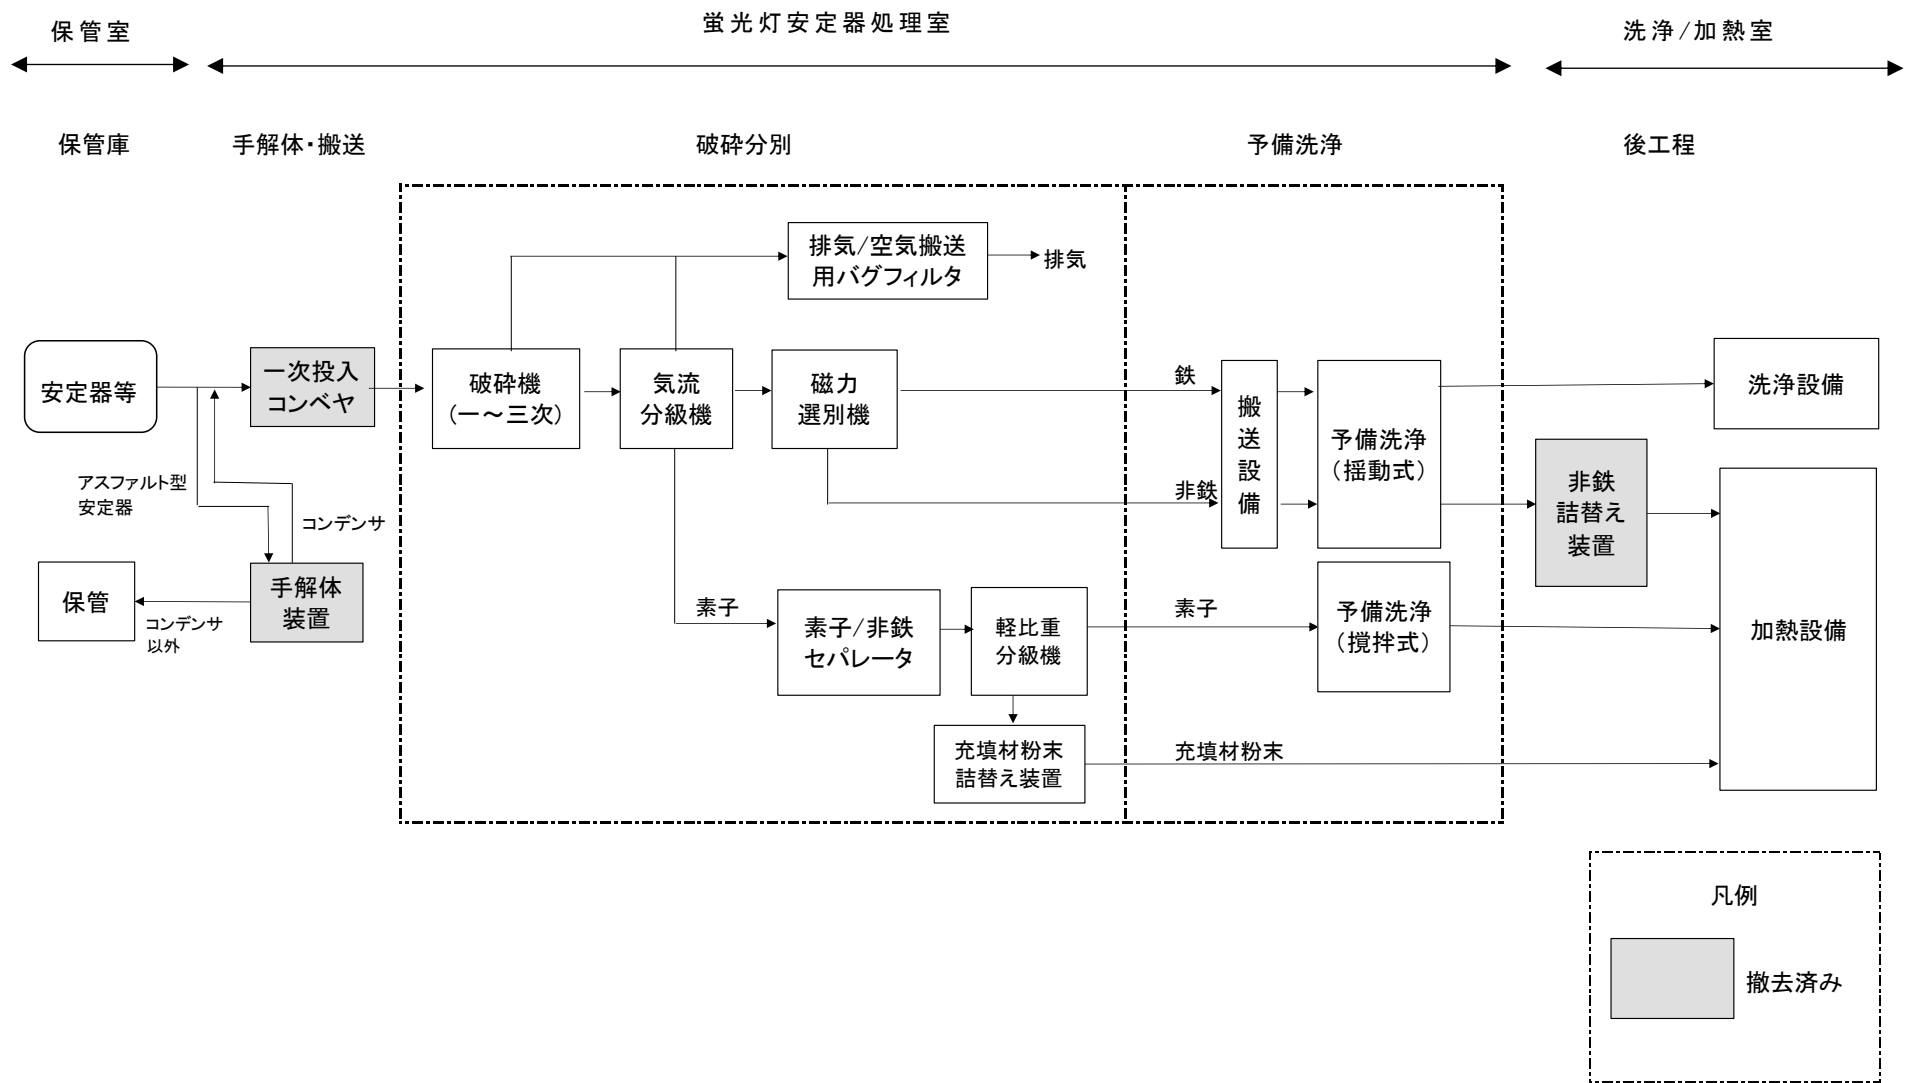 保管室
蛍光灯安定器処理室
洗浄/加熱室
保管庫
手解体・搬送
破砕分別
予備洗浄
後工程
排気/空気搬送
用バグフィルタ
排気
安定器等
一次投入
コンベヤ
破砕機
(一～三次)
気流
分級機
磁力
選別機
鉄
非鉄
搬
送
設
備
予備洗浄
(揺動式)
洗浄設備
非鉄
詰替え
装置
アスファルト型
安定器
コンデンサ
保管
手解体
装置
コンデンサ
以外
素子
素子/非鉄
セパレータ
軽比重
分級機
素子
予備洗浄
(撹拌式)
加熱設備
充填材粉末
詰替え装置
充填材粉末
凡例
撤去済み